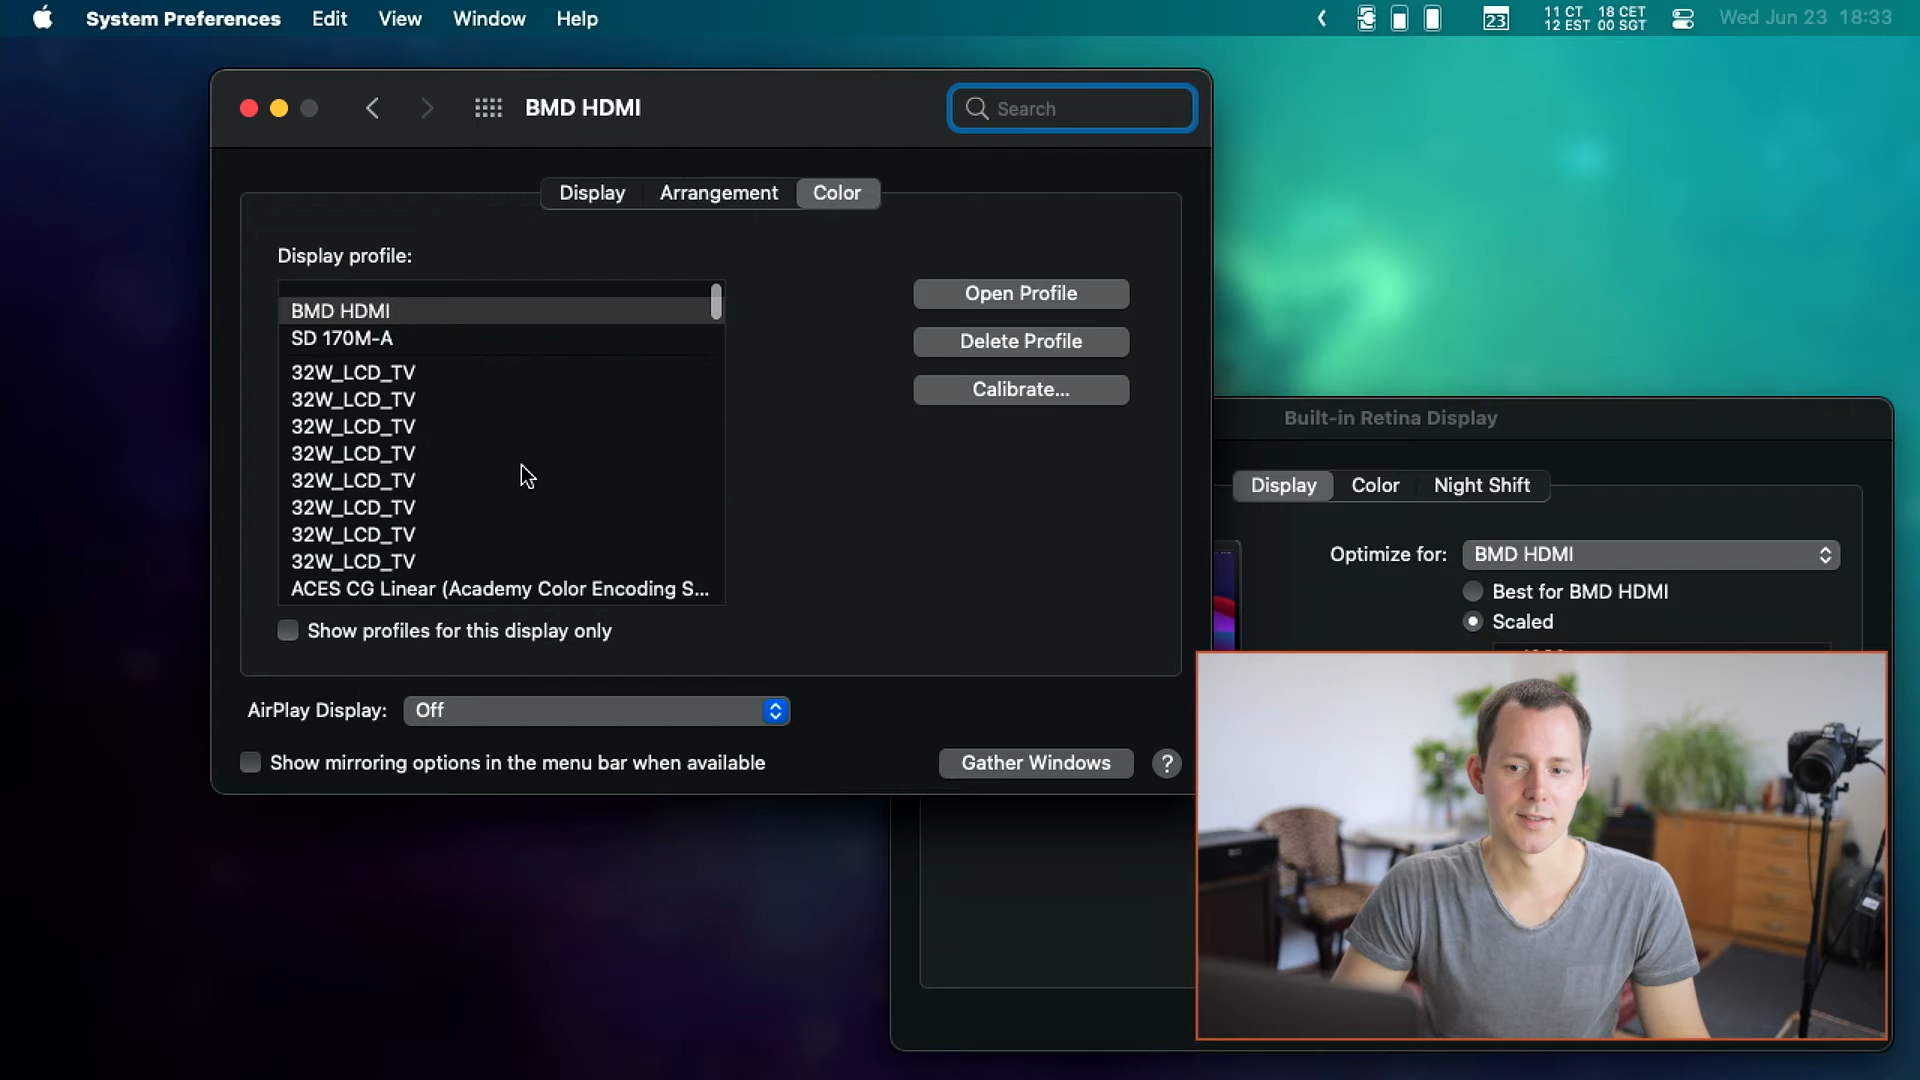 System Preferences Edit View Window Help
23
11 CT 18 CET
12 EST 00 SGT
Wed Jun 23 18:33
BMD HDMI
Search
Display Arrangement Color
Display profile:
BMD HDMI
SD 170M-A
32W_LCD_TV
32W_LCD_TV
32W_LCD_TV
32W_LCD_TV
32W_LCD_TV
32W_LCD_TV
32W_LCD_TV
32W_LCD_TV
ACES CG Linear (Academy Color Encoding S...
Show profiles for this display only
Open Profile
Delete Profile
Calibrate...
AirPlay Display: Off
Show mirroring options in the menu bar when available
Gather Windows ?
Built-in Retina Display
Display Color Night Shift
Optimize for: BMD HDMI
Best for BMD HDMI
Scaled